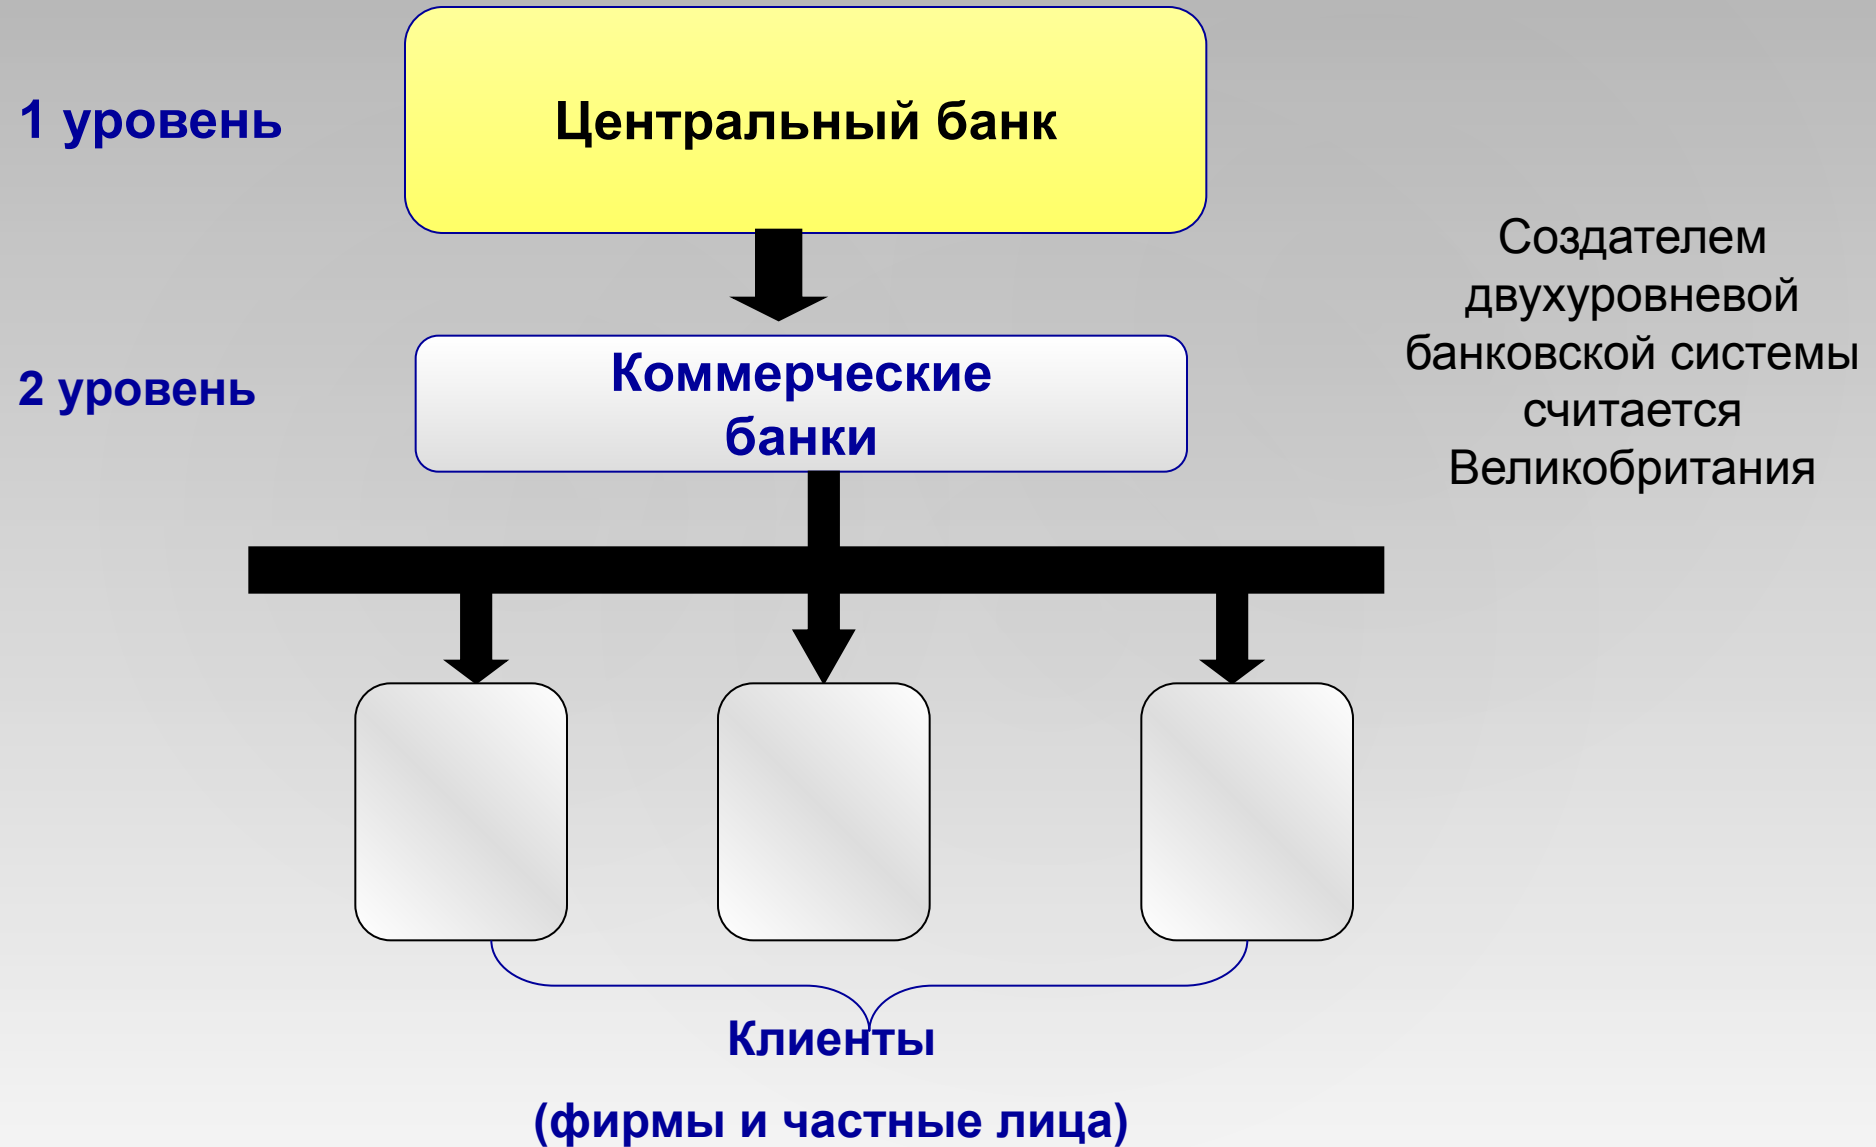 1 уровень
Центральный банк
Создателем
двухуровневой
банковской системы
считается
Великобритания
2 уровень
Коммерческие
банки
Клиенты
(фирмы и частные лица)